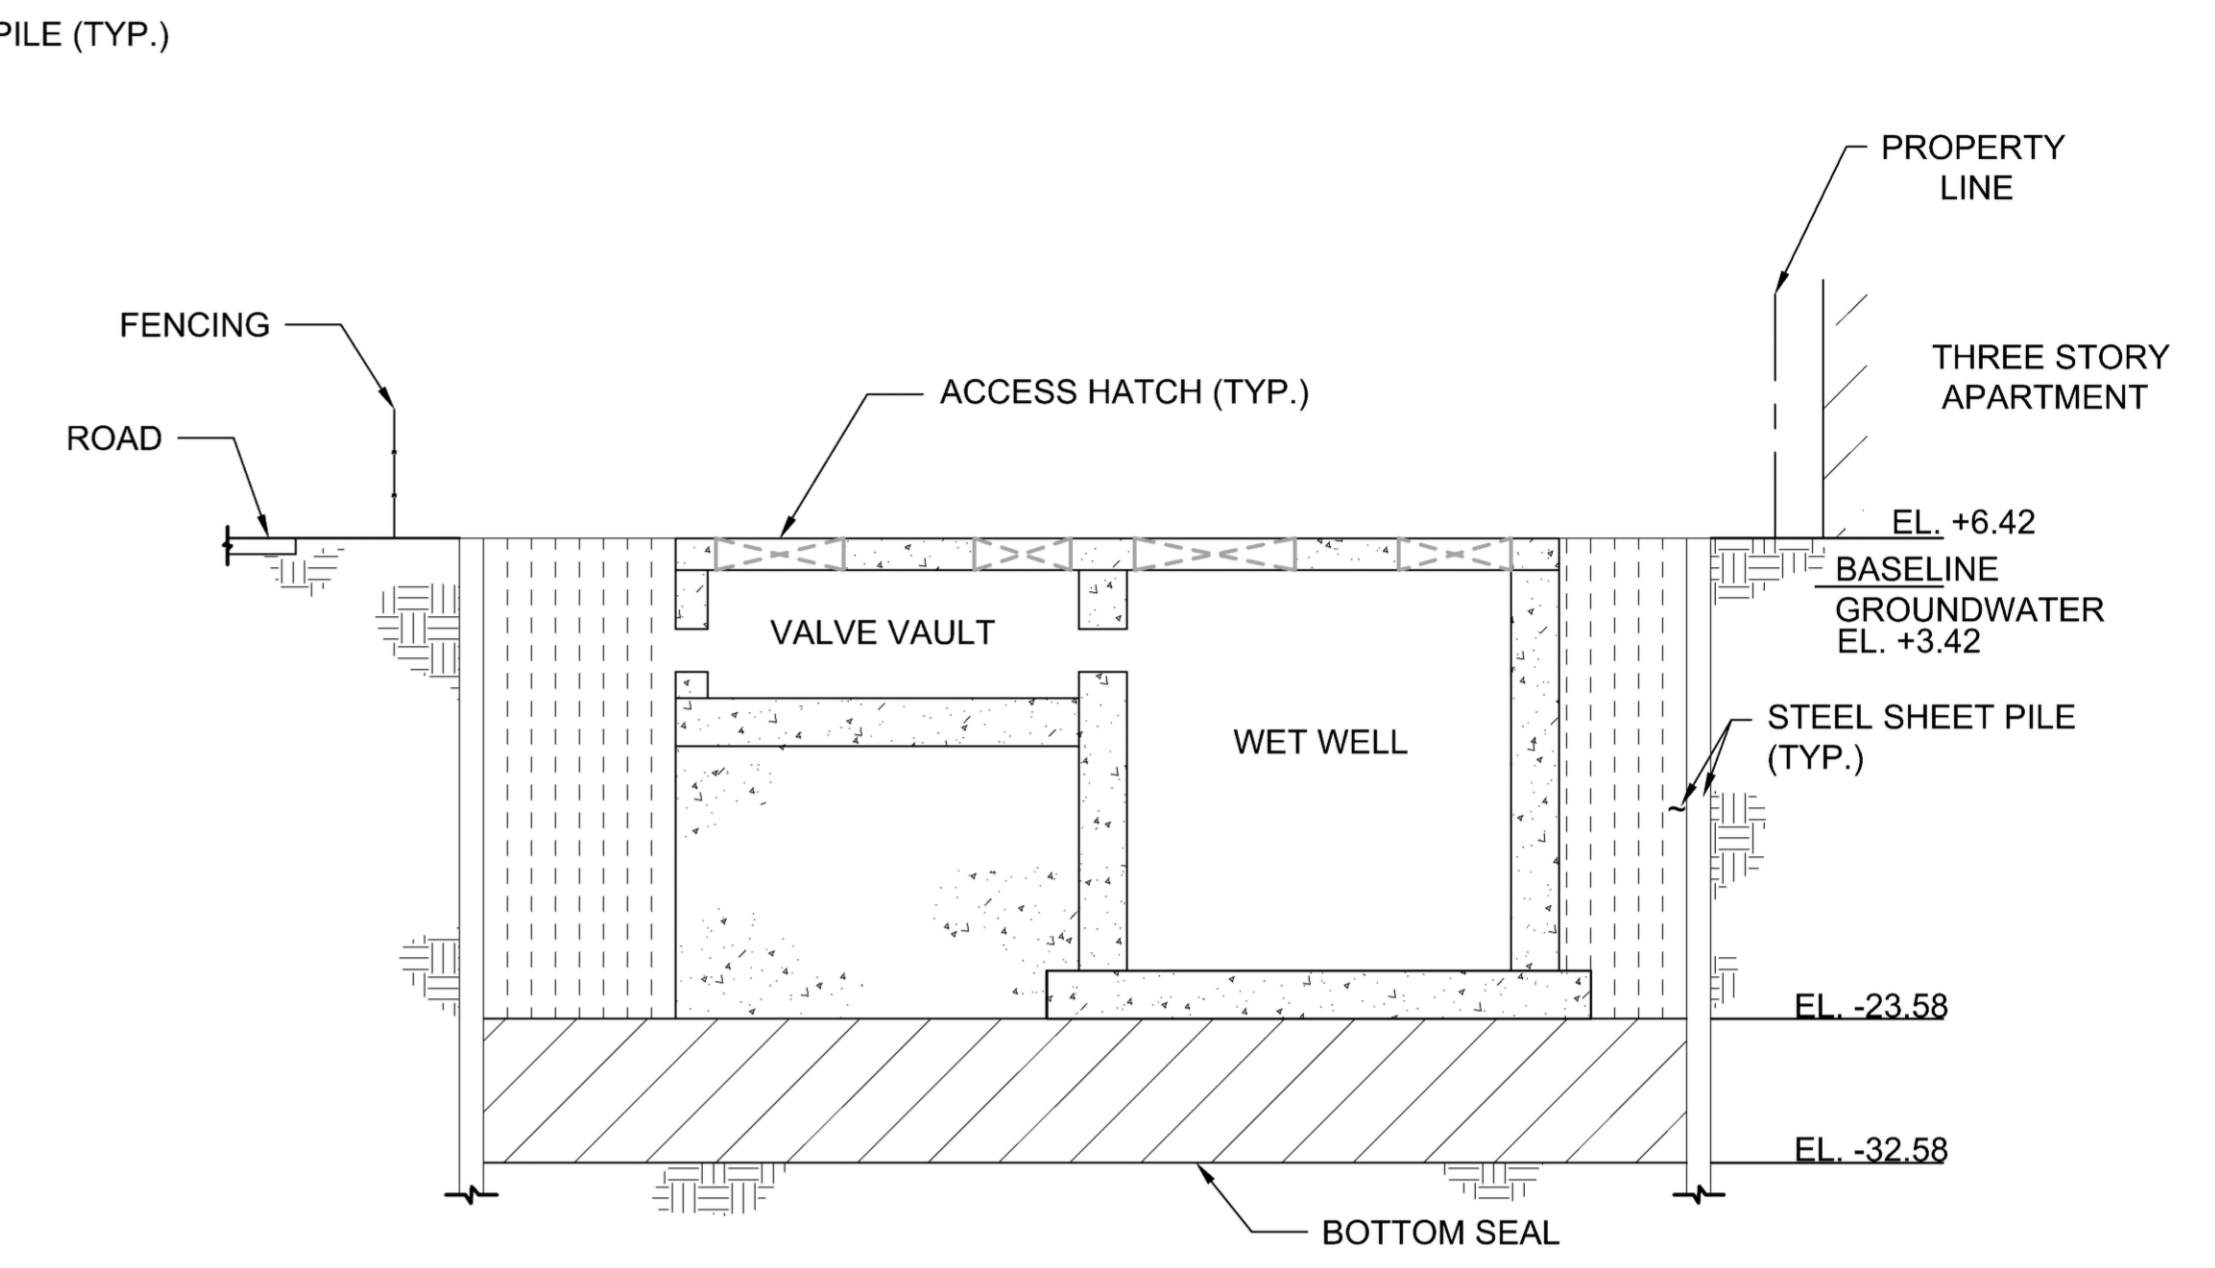 PILE (TYP.)
PROPERTY
LINE
FENCING
THREE STORY
APARTMENT
ACCESS HATCH (TYP.)
ROAD
EL. +6.42
BASELINE
GROUNDWATER
EL. +3.42
VALVE VAULT
STEEL SHEET PILE
(TYP.)
WET WELL
~
EL. -23.58
EL. -32.58
BOTTOM SEAL